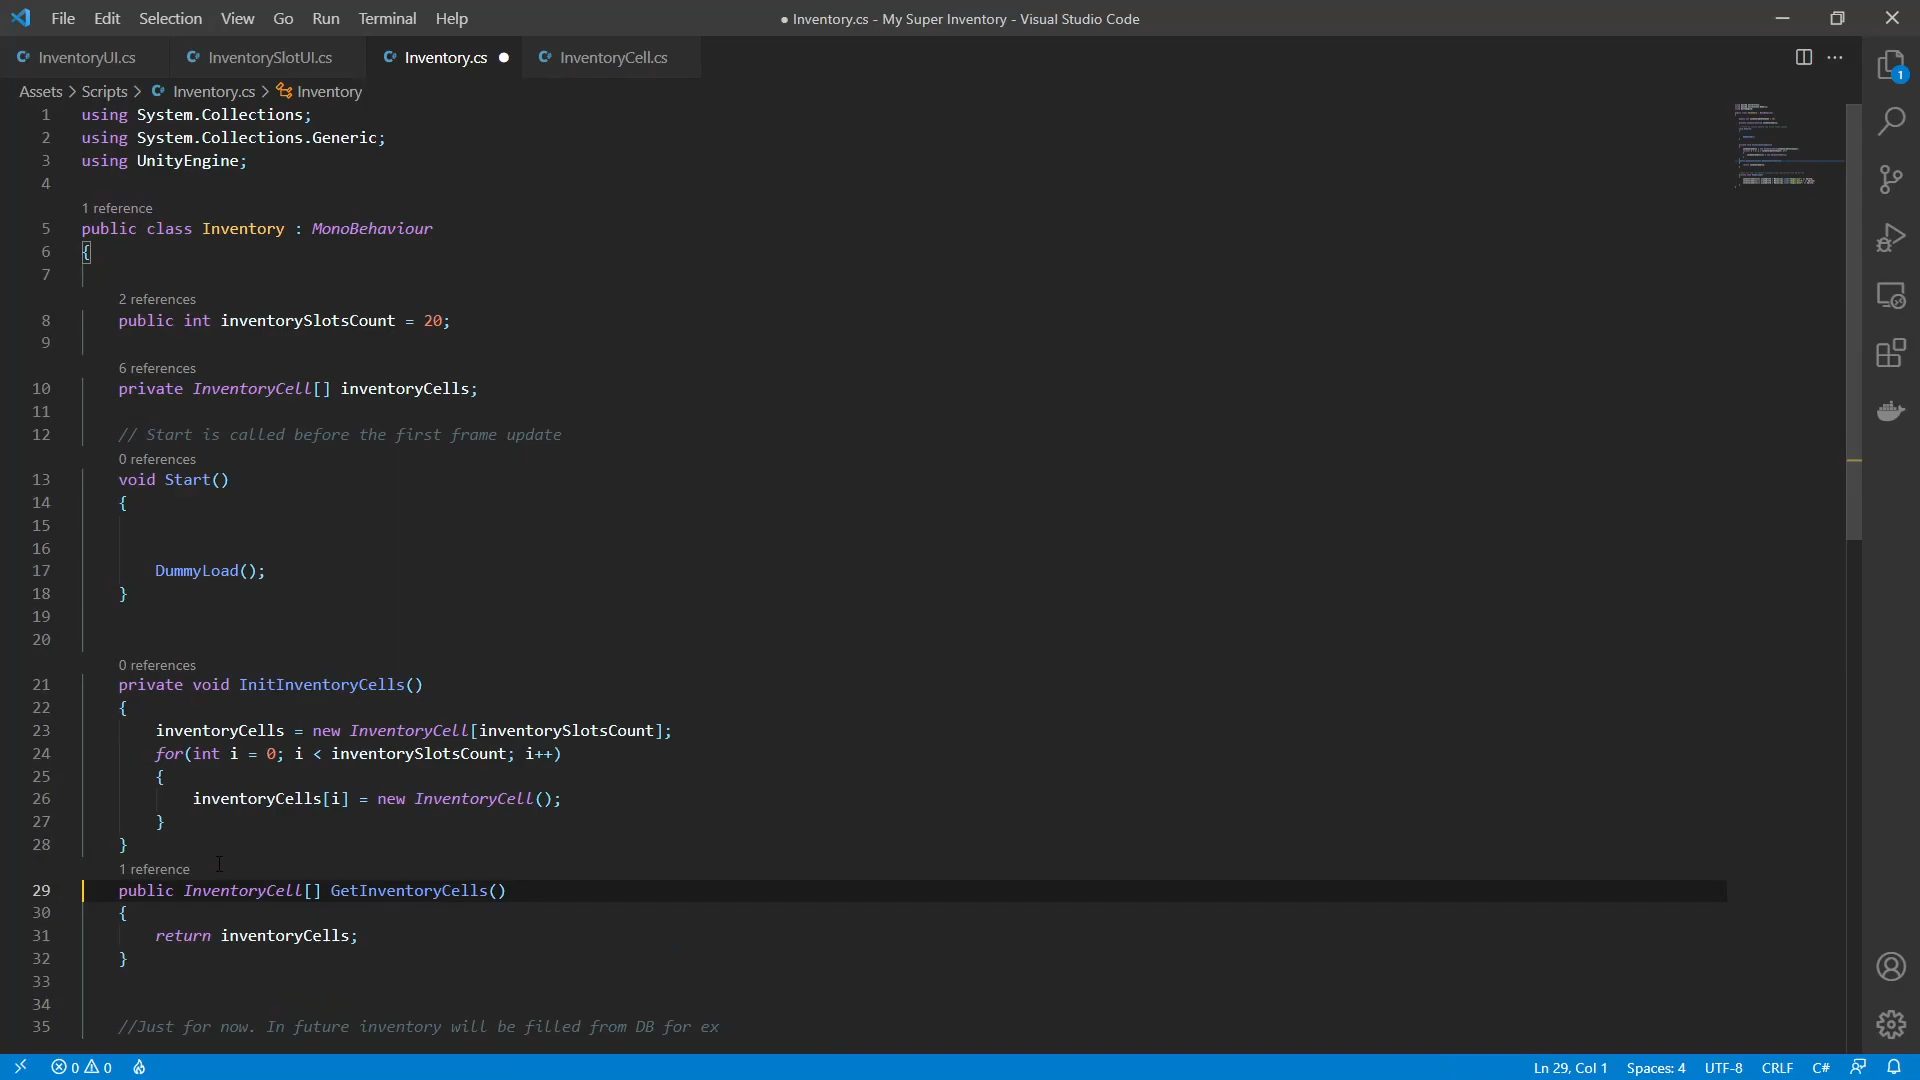 File Edit Selection View Go Run Terminal Help
● Inventory.cs - My Super Inventory - Visual Studio Code
InventoryUI.cs InventorySlotUI.cs Inventory.cs ● InventoryCell.cs
Assets > Scripts > Inventory.cs > Inventory
1 using System.Collections;
2 using System.Collections.Generic;
3 using UnityEngine;
4
1 reference
5 public class Inventory : MonoBehaviour
6 {
7
2 references
8 public int inventorySlotsCount = 20;
9
6 references
10 private InventoryCell[] inventoryCells;
11
12 // Start is called before the first frame update
0 references
13 void Start()
14 {
15
16
17 DummyLoad();
18 }
19
20
0 references
21 private void InitInventoryCells()
22 {
23 inventoryCells = new InventoryCell[inventorySlotsCount];
24 for(int i = 0; i < inventorySlotsCount; i++)
25 {
26 inventoryCells[i] = new InventoryCell();
27 }
28 }
1 reference
29 public InventoryCell[] GetInventoryCells()
30 {
31 return inventoryCells;
32 }
33
34
35 //Just for now. In future inventory will be filled from DB for ex
1
0 0 Ln 29, Col 1 Spaces: 4 UTF-8 CRLF C#